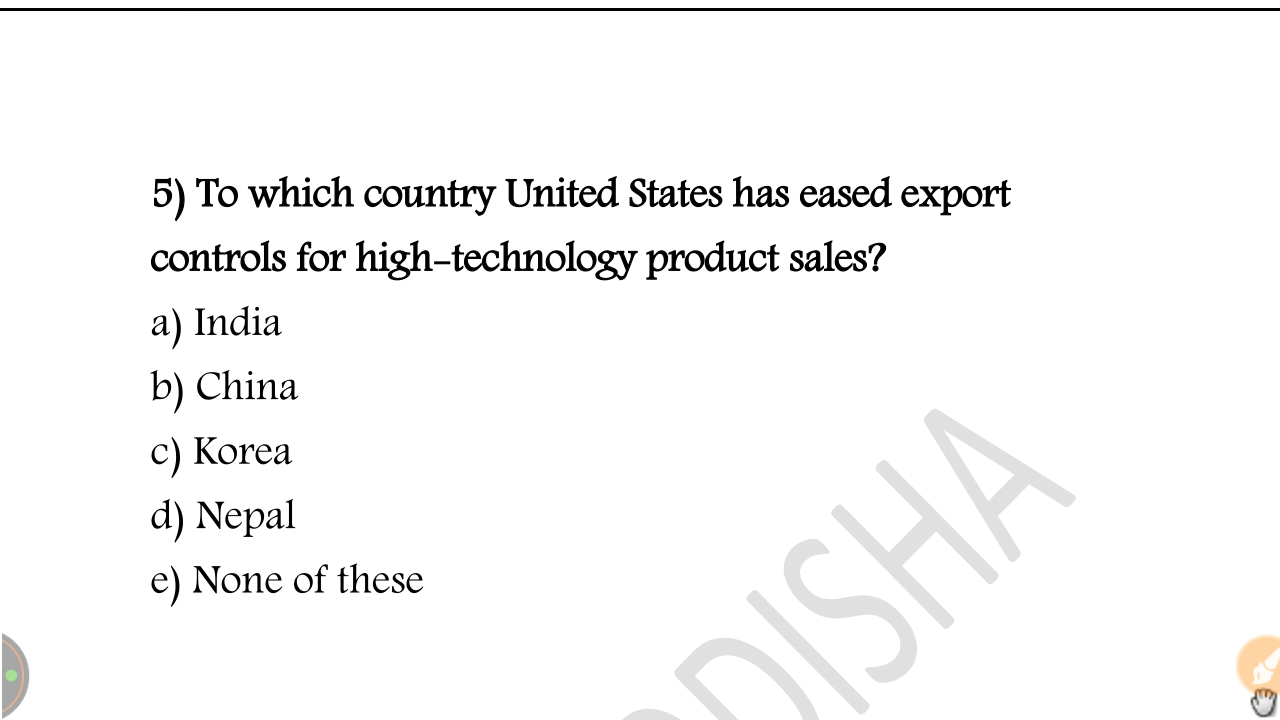 5) To which country United States has eased export
controls for high-technology product sales?
a) India
b) China
c) Korea
d) Nepal
e) None of these
DISHA